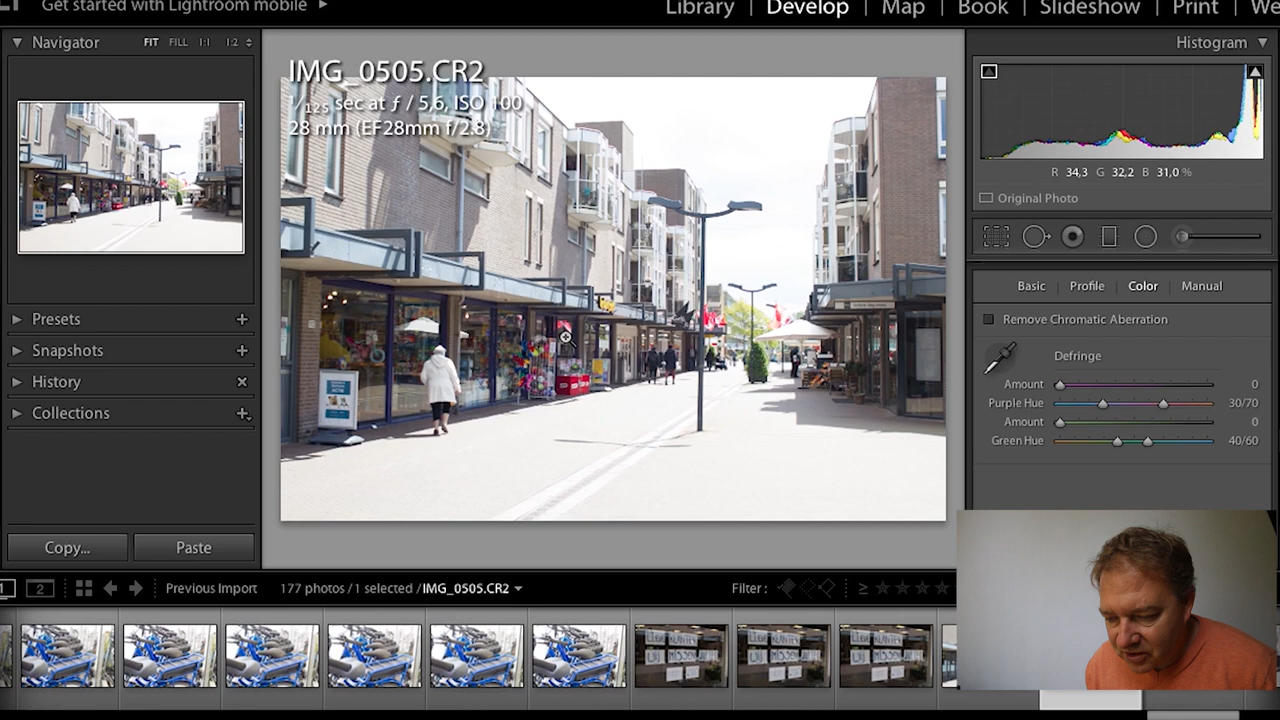 Get started with Lightroom mobile
Library | Develop | Map | Book | Slideshow | Print | We
Navigator FIT FILL 1:1 1:2
Histogram
IMG_0505.CR2
1/125 sec at ƒ / 5,6, ISO 100
28 mm (EF28mm f/2.8)
R 34,3 G 32,2 B 31,0 %
Original Photo
Basic Profile Color Manual
Remove Chromatic Aberration
Defringe
Amount 0
Purple Hue 30/70
Amount 0
Green Hue 40/60
Presets
Snapshots
History
Collections
Copy... Paste
2 Previous Import 177 photos / 1 selected / IMG_0505.CR2 Filter :